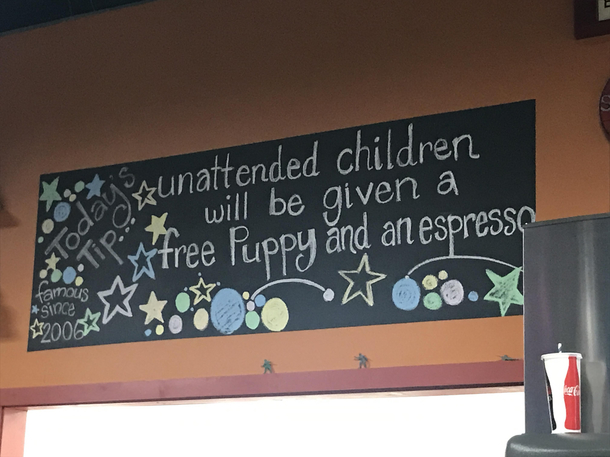 Today's
Tip:
famous
since
2006
unattended children
will be given a
free Puppy and an espresso
Coca-Cola